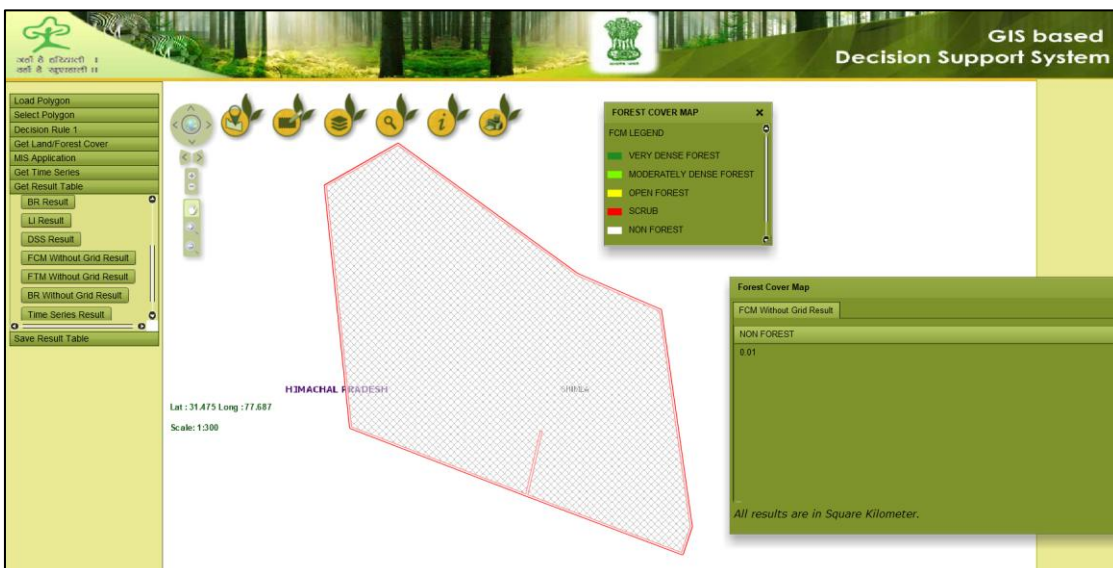 जहाँ है हरियाली ।
वहाँ है खुशहाली ॥
GIS based
Decision Support System
Load Polygon
Select Polygon
Decision Rule 1
Get Land/Forest Cover
MIS Application
Get Time Series
Get Result Table
BR Result
LI Result
DSS Result
FCM Without Grid Result
FTM Without Grid Result
BR Without Grid Result
Time Series Result
Save Result Table
FOREST COVER MAP
FCM LEGEND
VERY DENSE FOREST
MODERATELY DENSE FOREST
OPEN FOREST
SCRUB
NON FOREST
HIMACHAL PRADESH
SHIMLA
Lat : 31.475 Long :77.687
Scale: 1:300
Forest Cover Map
FCM Without Grid Result
NON FOREST
0.01
All results are in Square Kilometer.